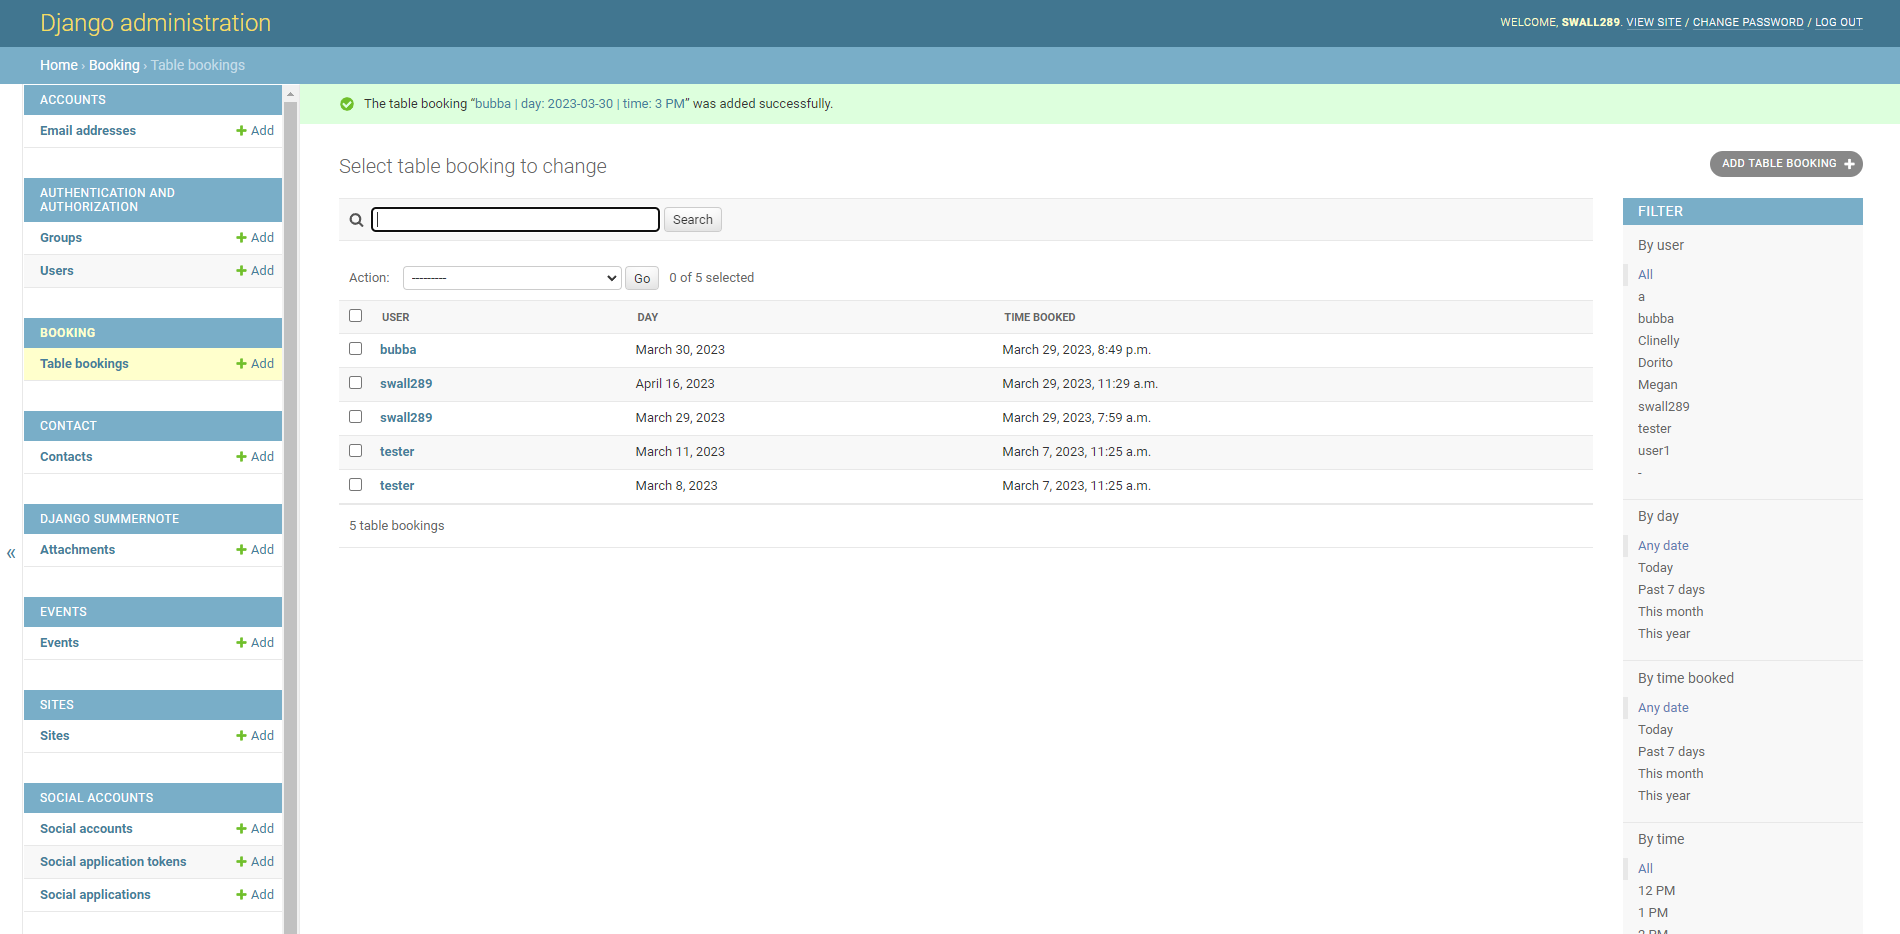 Django administration
WELCOME, SWALL289. VIEW SITE / CHANGE PASSWORD / LOG OUT
Home › Booking › Table bookings
ACCOUNTS
Email addresses
Add
AUTHENTICATION AND
AUTHORIZATION
Groups
Add
Users
Add
BOOKING
Table bookings
Add
CONTACT
Contacts
Add
DJANGO SUMMERNOTE
Attachments
Add
EVENTS
Events
Add
SITES
Sites
Add
SOCIAL ACCOUNTS
Social accounts
Add
Social application tokens
Add
Social applications
Add
«
The table booking “bubba | day: 2023-03-30 | time: 3 PM” was added successfully.
Select table booking to change
ADD TABLE BOOKING
Search
Action: --------- Go 0 of 5 selected
USER DAY TIME BOOKED
bubba March 30, 2023 March 29, 2023, 8:49 p.m.
swall289 April 16, 2023 March 29, 2023, 11:29 a.m.
swall289 March 29, 2023 March 29, 2023, 7:59 a.m.
tester March 11, 2023 March 7, 2023, 11:25 a.m.
tester March 8, 2023 March 7, 2023, 11:25 a.m.
5 table bookings
FILTER
By user
All
a
bubba
Clinelly
Dorito
Megan
swall289
tester
user1
-
By day
Any date
Today
Past 7 days
This month
This year
By time booked
Any date
Today
Past 7 days
This month
This year
By time
All
12 PM
1 PM
2 PM